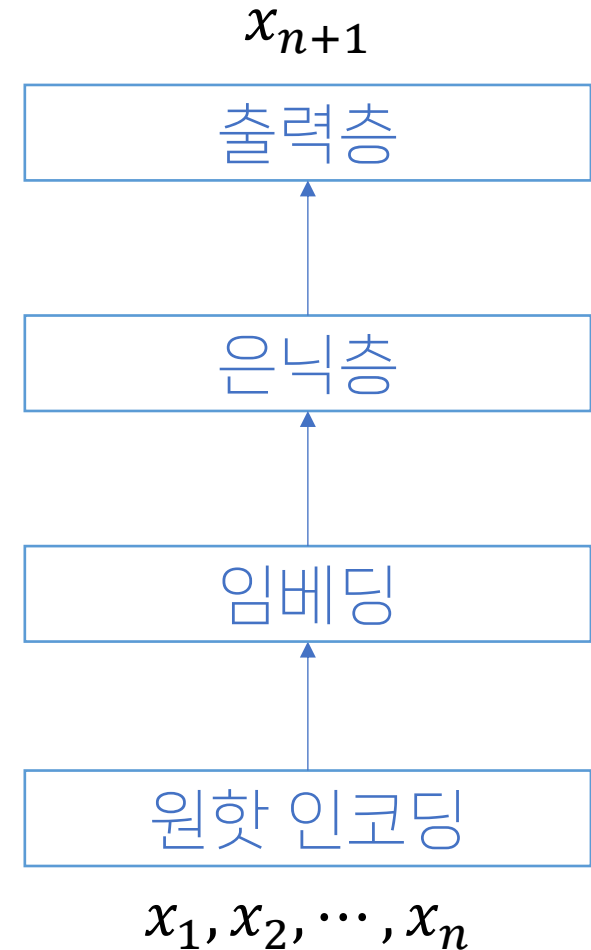 x_{n+1}
출력층
은닉층
임베딩
원핫 인코딩
x_1, x_2, ⋯, x_n